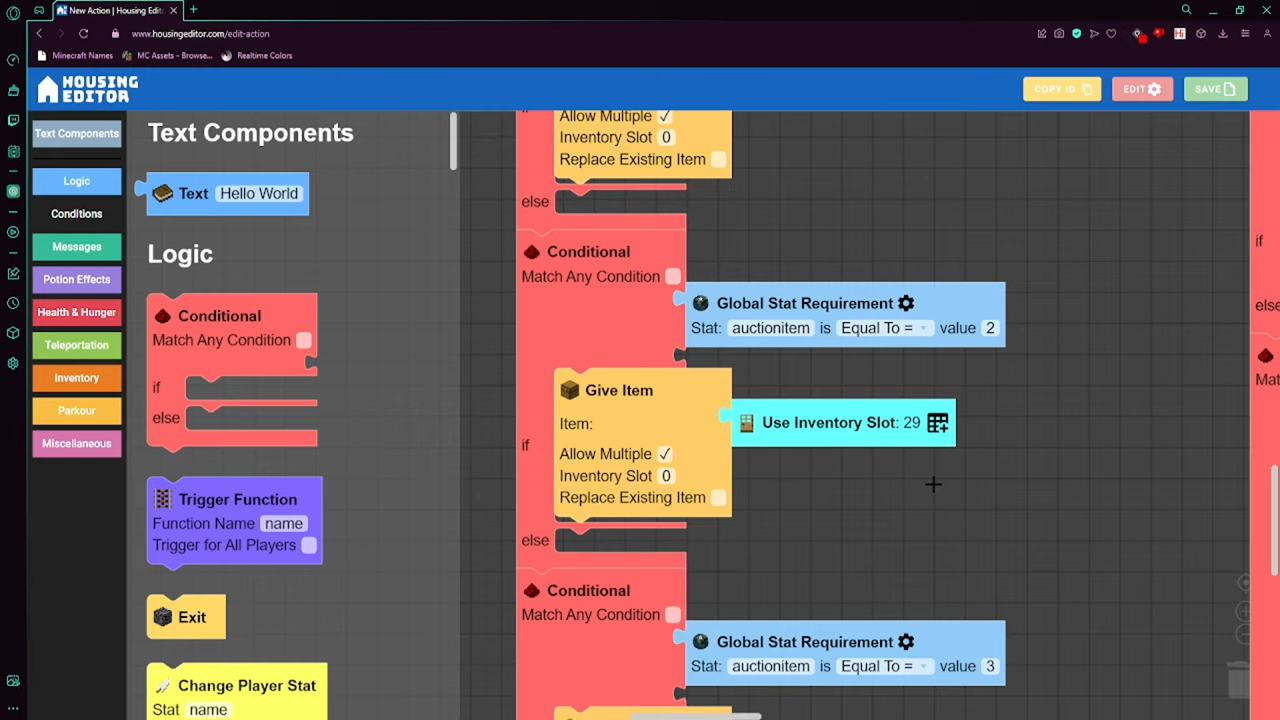 New Action | Housing Edit
www.housingeditor.com/edit-action
Minecraft Names
MC Assets - Browse...
Realtime Colors
Hi
HOUSING
EDITOR
COPY ID
EDIT
SAVE
Text Components
Logic
Conditions
Messages
Potion Effects
Health & Hunger
Teleportation
Inventory
Parkour
Miscellaneous
Text Components
Text Hello World
Logic
Conditional
Match Any Condition
if
else
Trigger Function
Function Name name
Trigger for All Players
Exit
Change Player Stat
Stat name
Allow Multiple ✓
Inventory Slot 0
Replace Existing Item
else
Conditional
Match Any Condition
Global Stat Requirement
Stat: auctionitem is Equal To = value 2
if
Give Item
Item:
Use Inventory Slot: 29
Allow Multiple ✓
Inventory Slot 0
Replace Existing Item
else
Conditional
Match Any Condition
Global Stat Requirement
Stat: auctionitem is Equal To = value 3
if
else
Mat